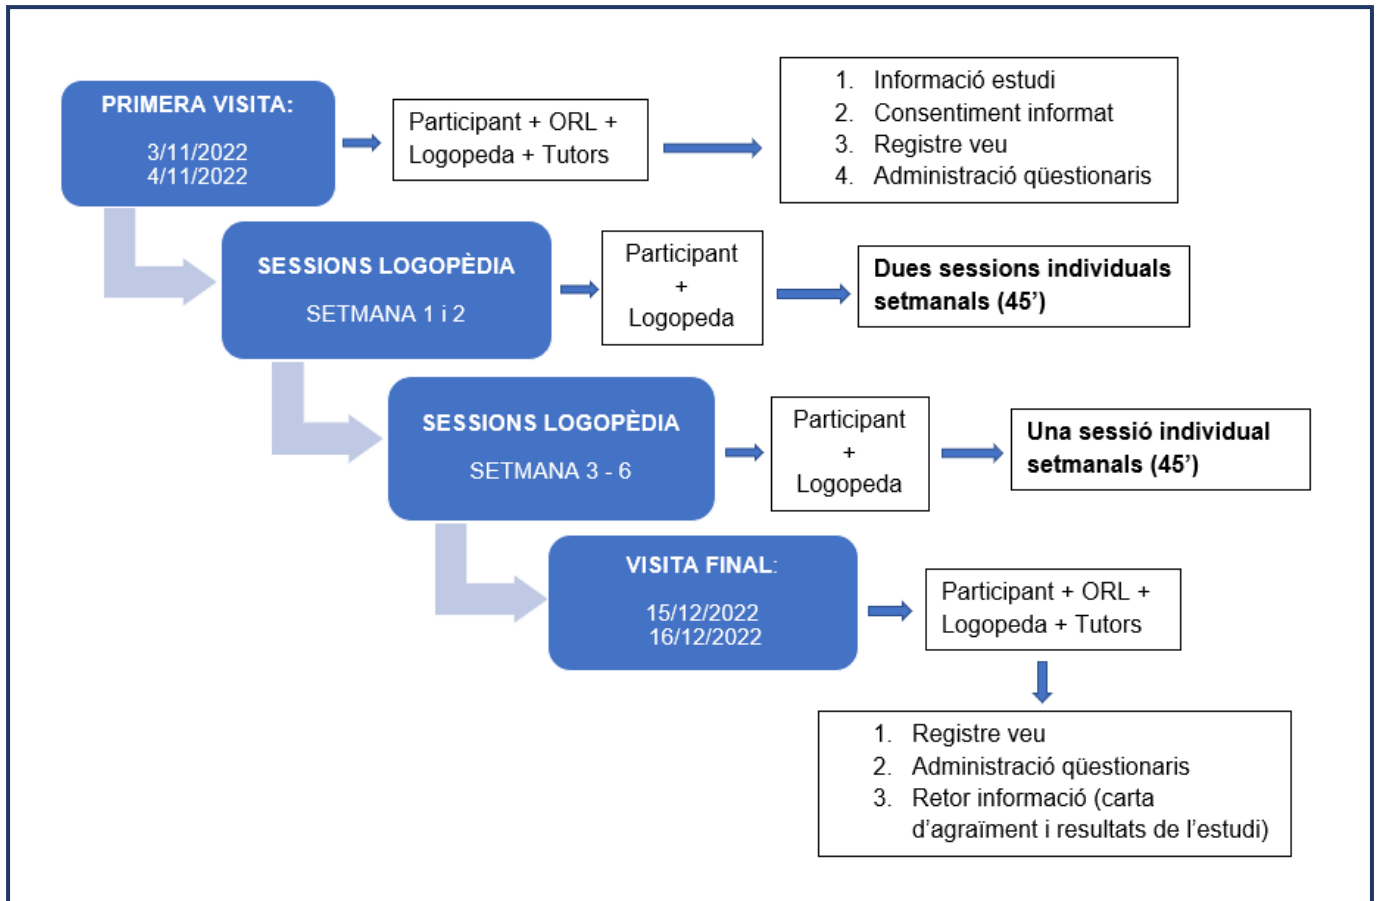 PRIMERA VISITA:
3/11/2022
4/11/2022
Participant + ORL +
Logopeda + Tutors
1. Informació estudi
2. Consentiment informat
3. Registre veu
4. Administració qüestionaris
SESSIONS LOGOPÈDIA
SETMANA 1 i 2
Participant
+
Logopeda
Dues sessions individuals
setmanals (45’)
SESSIONS LOGOPÈDIA
SETMANA 3 - 6
Participant
+
Logopeda
Una sessió individual
setmanals (45’)
VISITA FINAL:
15/12/2022
16/12/2022
Participant + ORL +
Logopeda + Tutors
1. Registre veu
2. Administració qüestionaris
3. Retor informació (carta
d’agraïment i resultats de l’estudi)